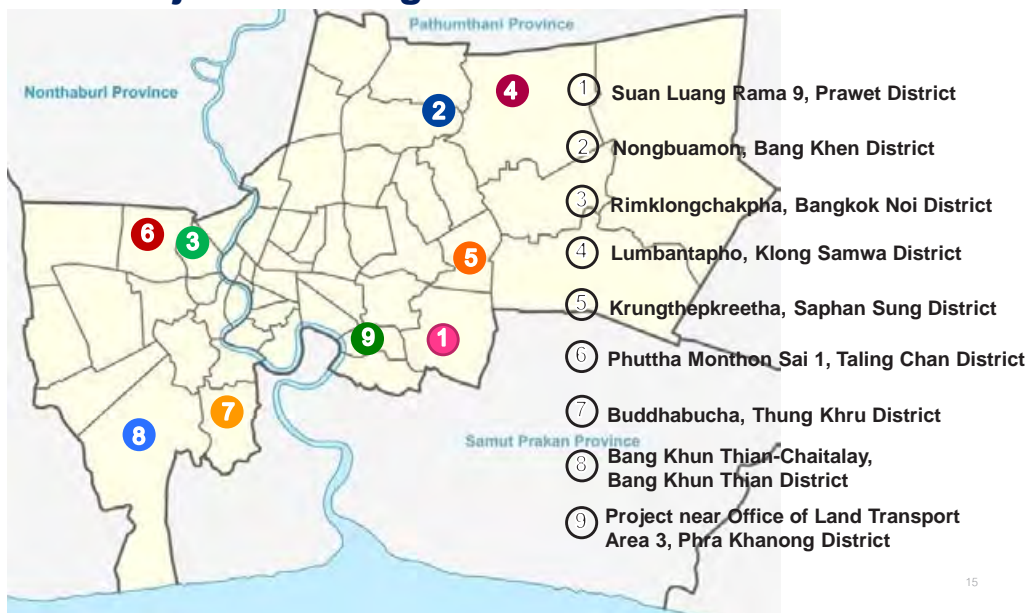 Pathumthani Province
Nonthaburi Province
4
2
6
3
5
9
1
7
8
Samut Prakan Province
1 Suan Luang Rama 9, Prawet District
2 Nongbuamon, Bang Khen District
3 Rimklongchakpha, Bangkok Noi District
4 Lumbantapho, Klong Samwa District
5 Krungthepkreetha, Saphan Sung District
6 Phuttha Monthon Sai 1, Taling Chan District
7 Buddhabucha, Thung Khru District
8 Bang Khun Thian-Chaitalay,
Bang Khun Thian District
9 Project near Office of Land Transport
Area 3, Phra Khanong District
15